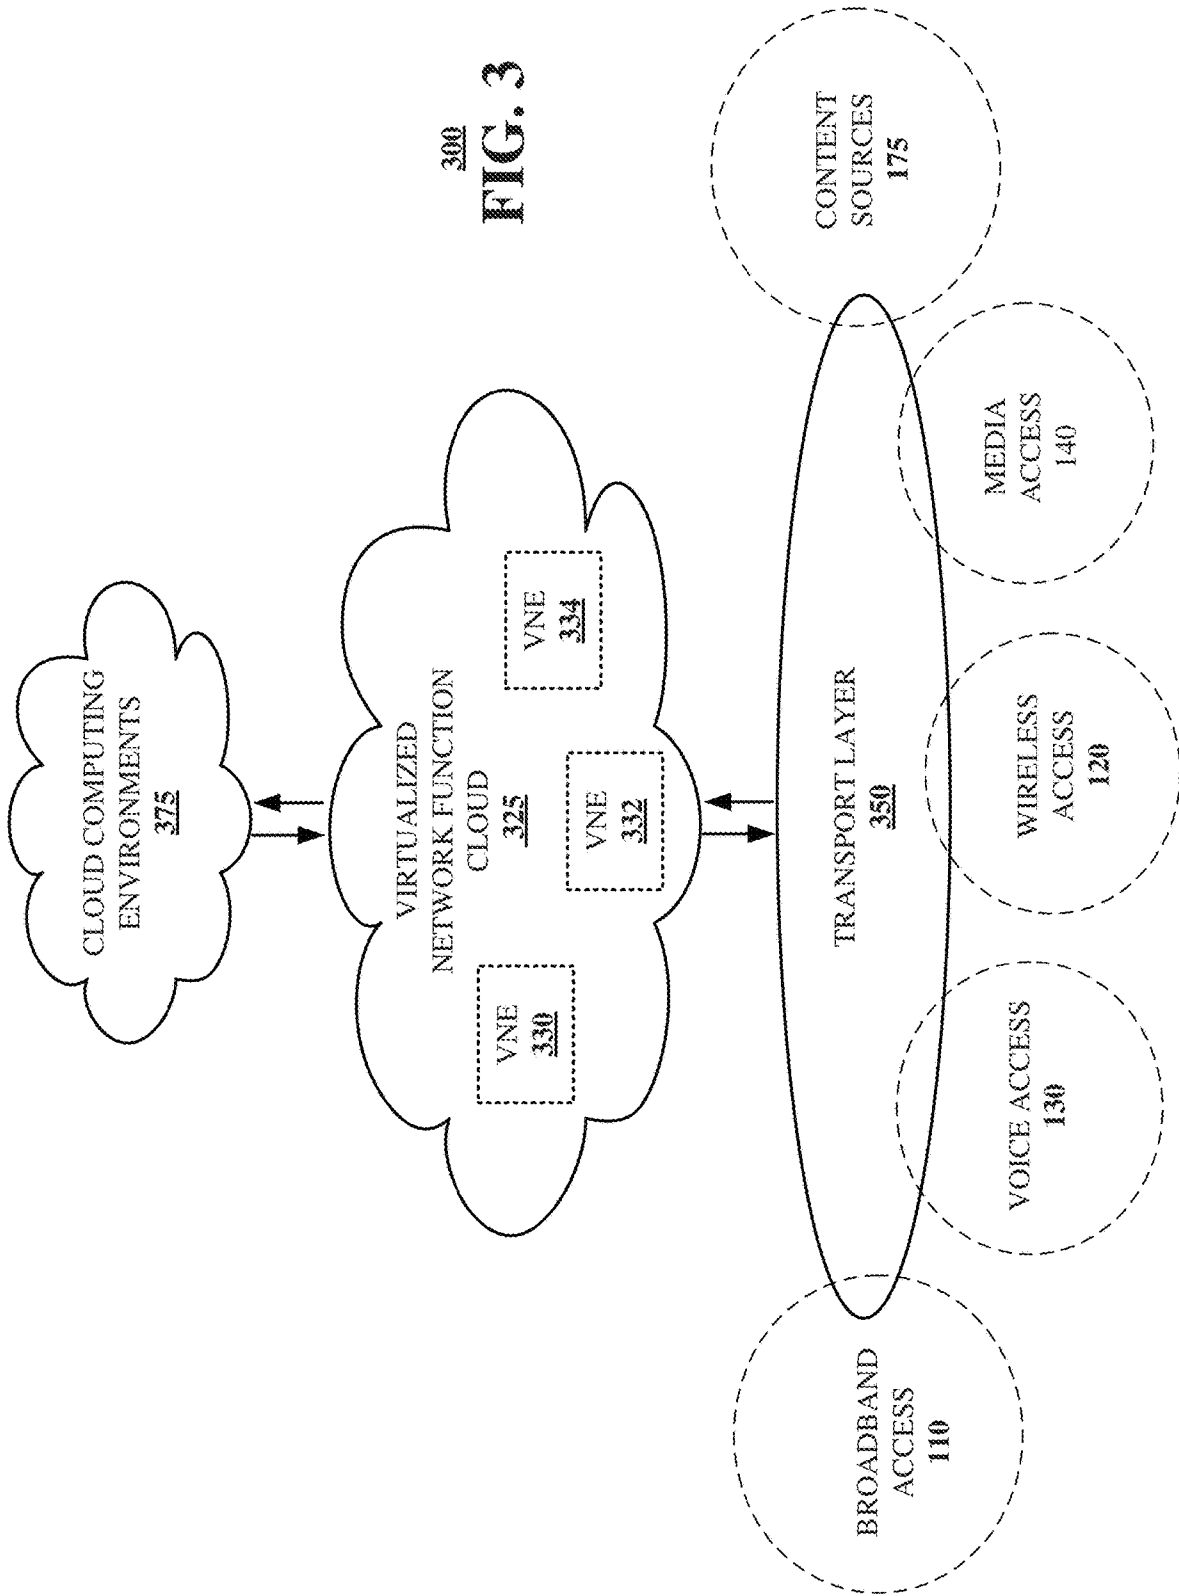 300
FIG. 3
CLOUD COMPUTING
ENVIRONMENTS
375
VIRTUALIZED
NETWORK FUNCTION
CLOUD
325
VNE
330
VNE
332
VNE
334
TRANSPORT LAYER
350
BROADBAND
ACCESS
110
VOICE ACCESS
130
WIRELESS
ACCESS
120
MEDIA
ACCESS
140
CONTENT
SOURCES
175